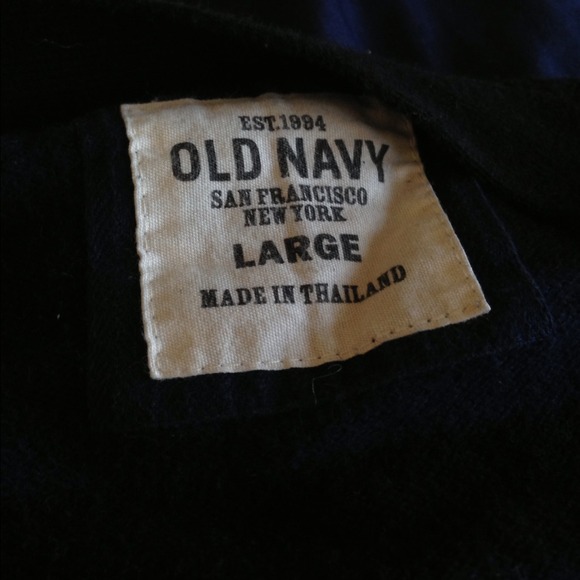 EST.1994
OLD NAVY
SAN FRANCISCO
NEW YORK
LARGE
MADE IN THAILAND